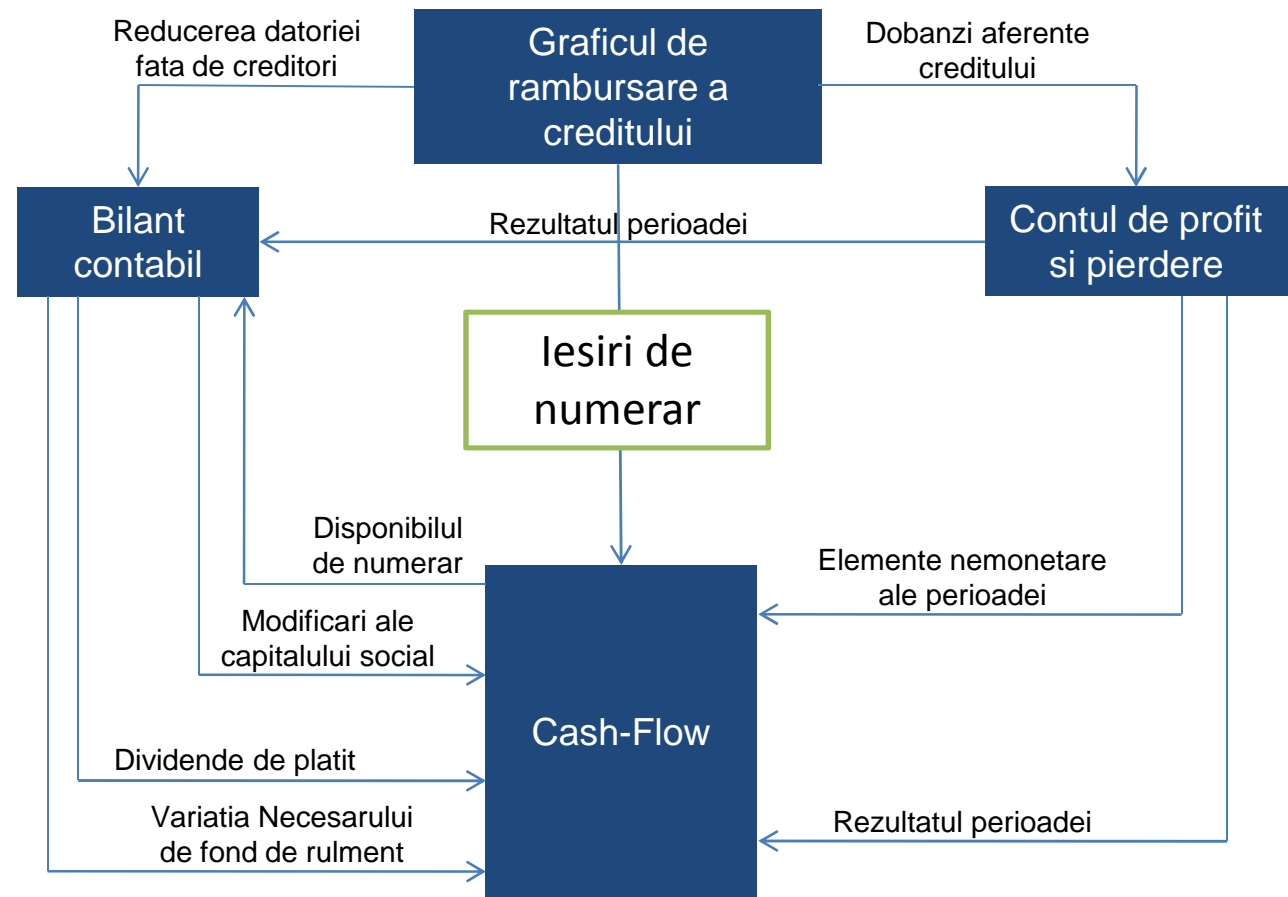 Reducerea datoriei
fata de creditori
Graficul de
rambursare a
creditului
Dobanzi aferente
creditului
Bilant
contabil
Rezultatul perioadei
Contul de profit
si pierdere
Iesiri de
numerar
Disponibilul
de numerar
Elemente nemonetare
ale perioadei
Modificari ale
capitalului social
Cash-Flow
Dividende de platit
Variatia Necesarului
de fond de rulment
Rezultatul perioadei